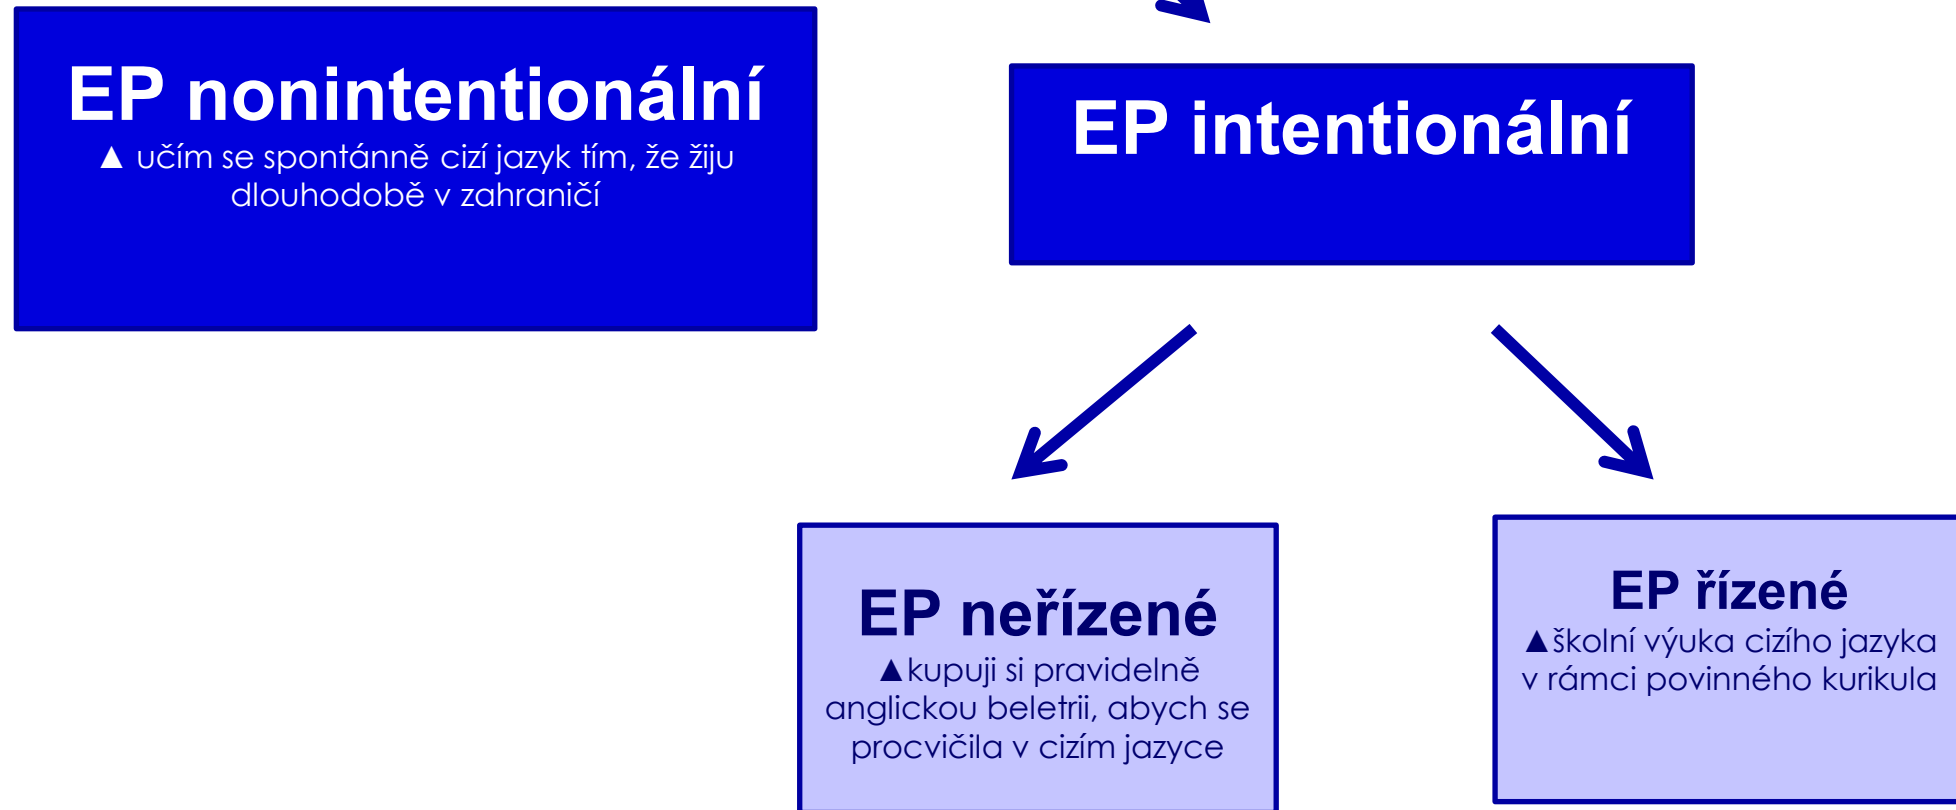 EP nonintentionální
▲ učím se spontánně cizí jazyk tím, že žiju
dlouhodobě v zahraničí
EP intentionální
EP neřízené
▲kupuji si pravidelně
anglickou beletrii, abych se
procvičila v cizím jazyce
EP řízené
▲školní výuka cizího jazyka
v rámci povinného kurikula